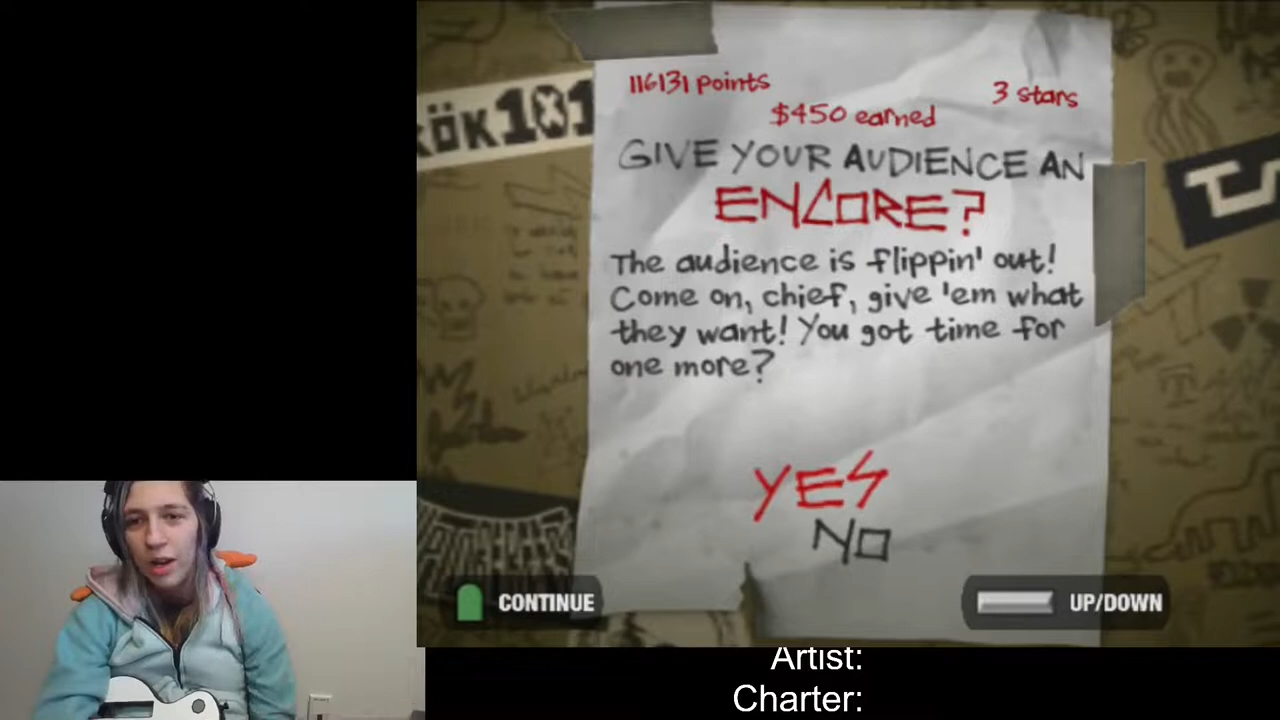 116131 points
3 stars
$450 earned
KÖK101
GIVE YOUR AUDIENCE AN
ENCORE?
The audience is flippin' out!
Come on, chief, give 'em what
they want! You got time for
one more?
YES
NO
CONTINUE
UP/DOWN
Artist:
Charter: